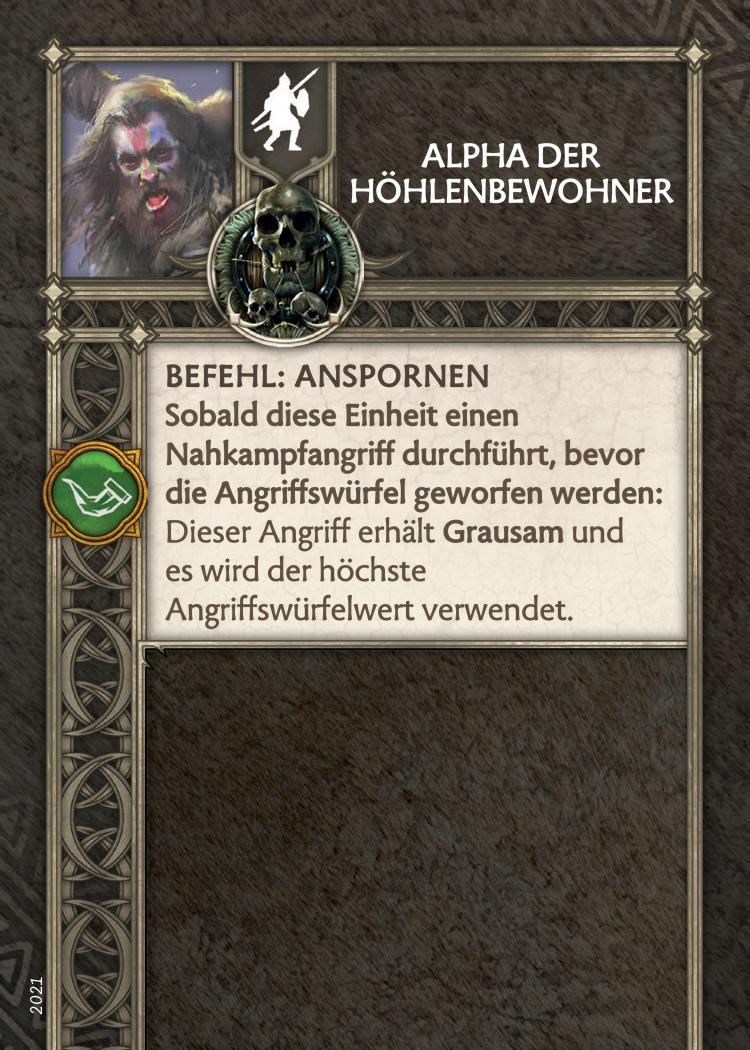 ALPHA DER
HÖHLENBEWOHNER
BEFEHL: ANSPORNEN
Sobald diese Einheit einen
Nahkampfangriff durchführt, bevor
die Angriffswürfel geworfen werden:
Dieser Angriff erhält Grausam und
es wird der höchste
Angriffswürfelwert verwendet.
2021